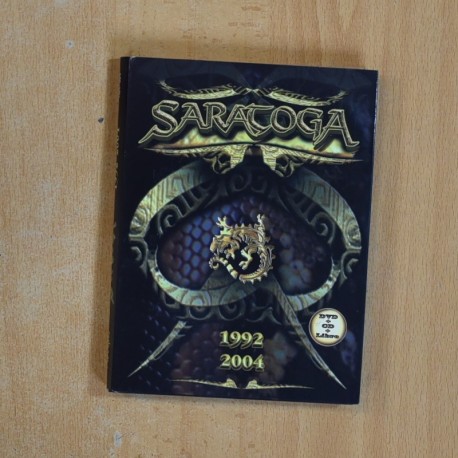 SARATOGA
1992
2004
DVD
+
CD
+
Libro